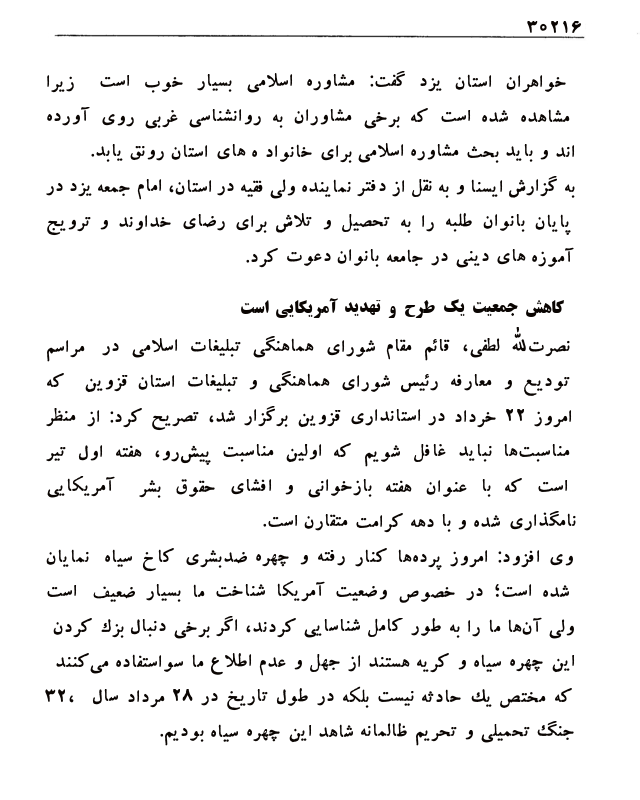 ۳۰۲۱۶
خواهران استان یزد گفت: مشاوره اسلامی بسیار خوب است زیرا
مشاهده شده است که برخی مشاوران به روانشناسی غربی روی آورده
اند و باید بحث مشاوره اسلامی برای خانواد ه های استان رونق یابد.
به گزارش ایسنا و به نقل از دفتر نماینده ولی فقیه در استان، امام جمعه یزد در
پایان بانوان طلبه را به تحصیل و تلاش برای رضای خداوند و ترویج
آموزه های دینی در جامعه بانوان دعوت کرد.
کاهش جمعیت یک طرح و تهدید آمریکایی است
نصرت‌الله لطفی، قائم مقام شورای هماهنگی تبلیغات اسلامی در مراسم
تودیع و معارفه رئیس شورای هماهنگی و تبلیغات استان قزوین که
امروز ۲۲ خرداد در استانداری قزوین برگزار شد، تصریح کرد: از منظر
مناسبت‌ها نباید غافل شویم که اولین مناسبت پیش‌رو، هفته اول تیر
است که با عنوان هفته بازخوانی و افشای حقوق بشر آمریکایی
نامگذاری شده و با دهه کرامت متقارن است.
وی افزود: امروز پرده‌ها کنار رفته و چهره ضدبشری کاخ سیاه نمایان
شده است؛ در خصوص وضعیت آمریکا شناخت ما بسیار ضعیف است
ولی آن‌ها ما را به طور کامل شناسایی کردند، اگر برخی دنبال بزك کردن
این چهره سیاه و کریه هستند از جهل و عدم اطلاع ما سواستفاده می‌کنند
که مختص یك حادثه نیست بلکه در طول تاریخ در ۲۸ مرداد سال ۳۲،
جنگ تحمیلی و تحریم ظالمانه شاهد این چهره سیاه بودیم.